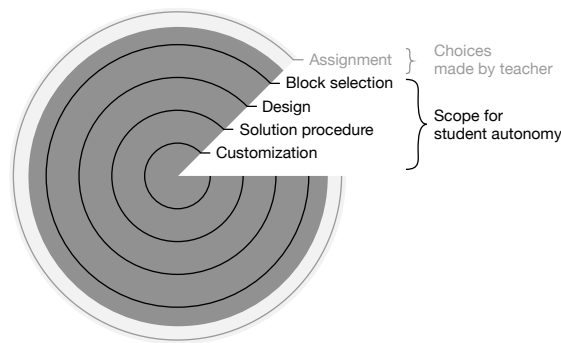 Assignment
Choices
made by teacher
Block selection
Design
Solution procedure
Customization
Scope for
student autonomy